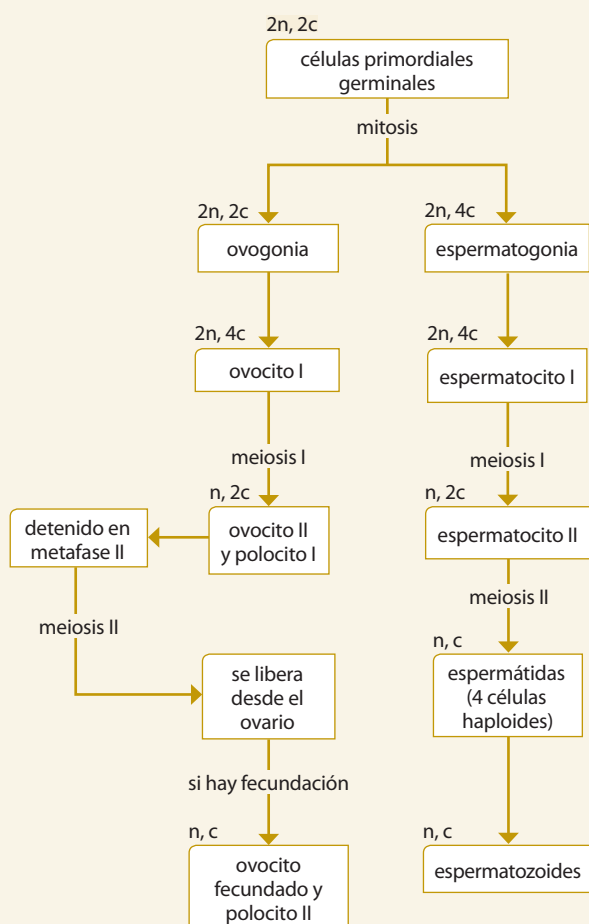 2n, 2c
células primordiales
germinales
mitosis
2n, 2c
ovogonia
2n, 4c
espermatogonia
2n, 4c
ovocito I
2n, 4c
espermatocito I
meiosis I
meiosis I
n, 2c
ovocito II
y polocito I
n, 2c
espermatocito II
detenido en
metafase II
meiosis II
meiosis II
se libera
desde el
ovario
n, c
espermátidas
(4 células
haploides)
si hay fecundación
n, c
ovocito
fecundado y
polocito II
n, c
espermatozoides